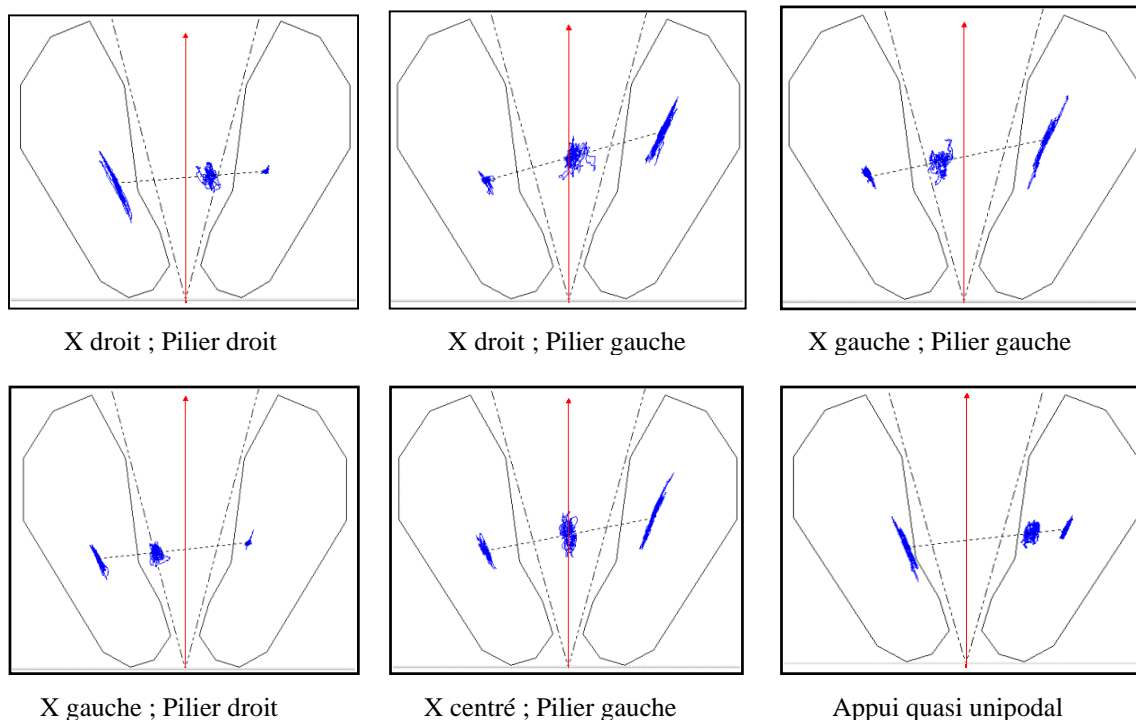 X droit ; Pilier droit
X droit ; Pilier gauche
X gauche ; Pilier gauche
X gauche ; Pilier droit
X centré ; Pilier gauche
Appui quasi unipodal